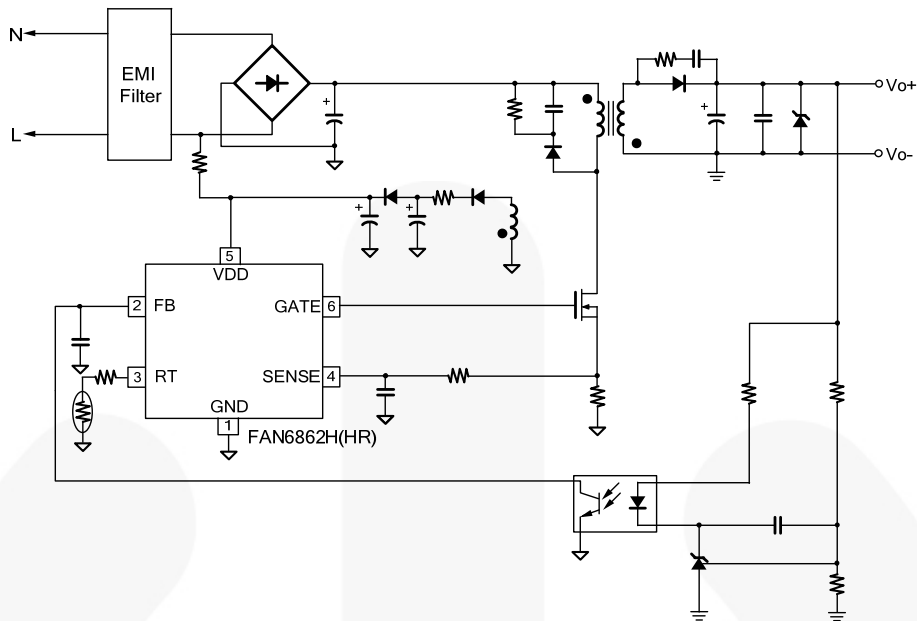 N
EMI
Filter
L
+
+
Vo+
+
+
Vo-
5
VDD
2 FB
GATE 6
3 RT
SENSE 4
GND
1
FAN6862H(HR)